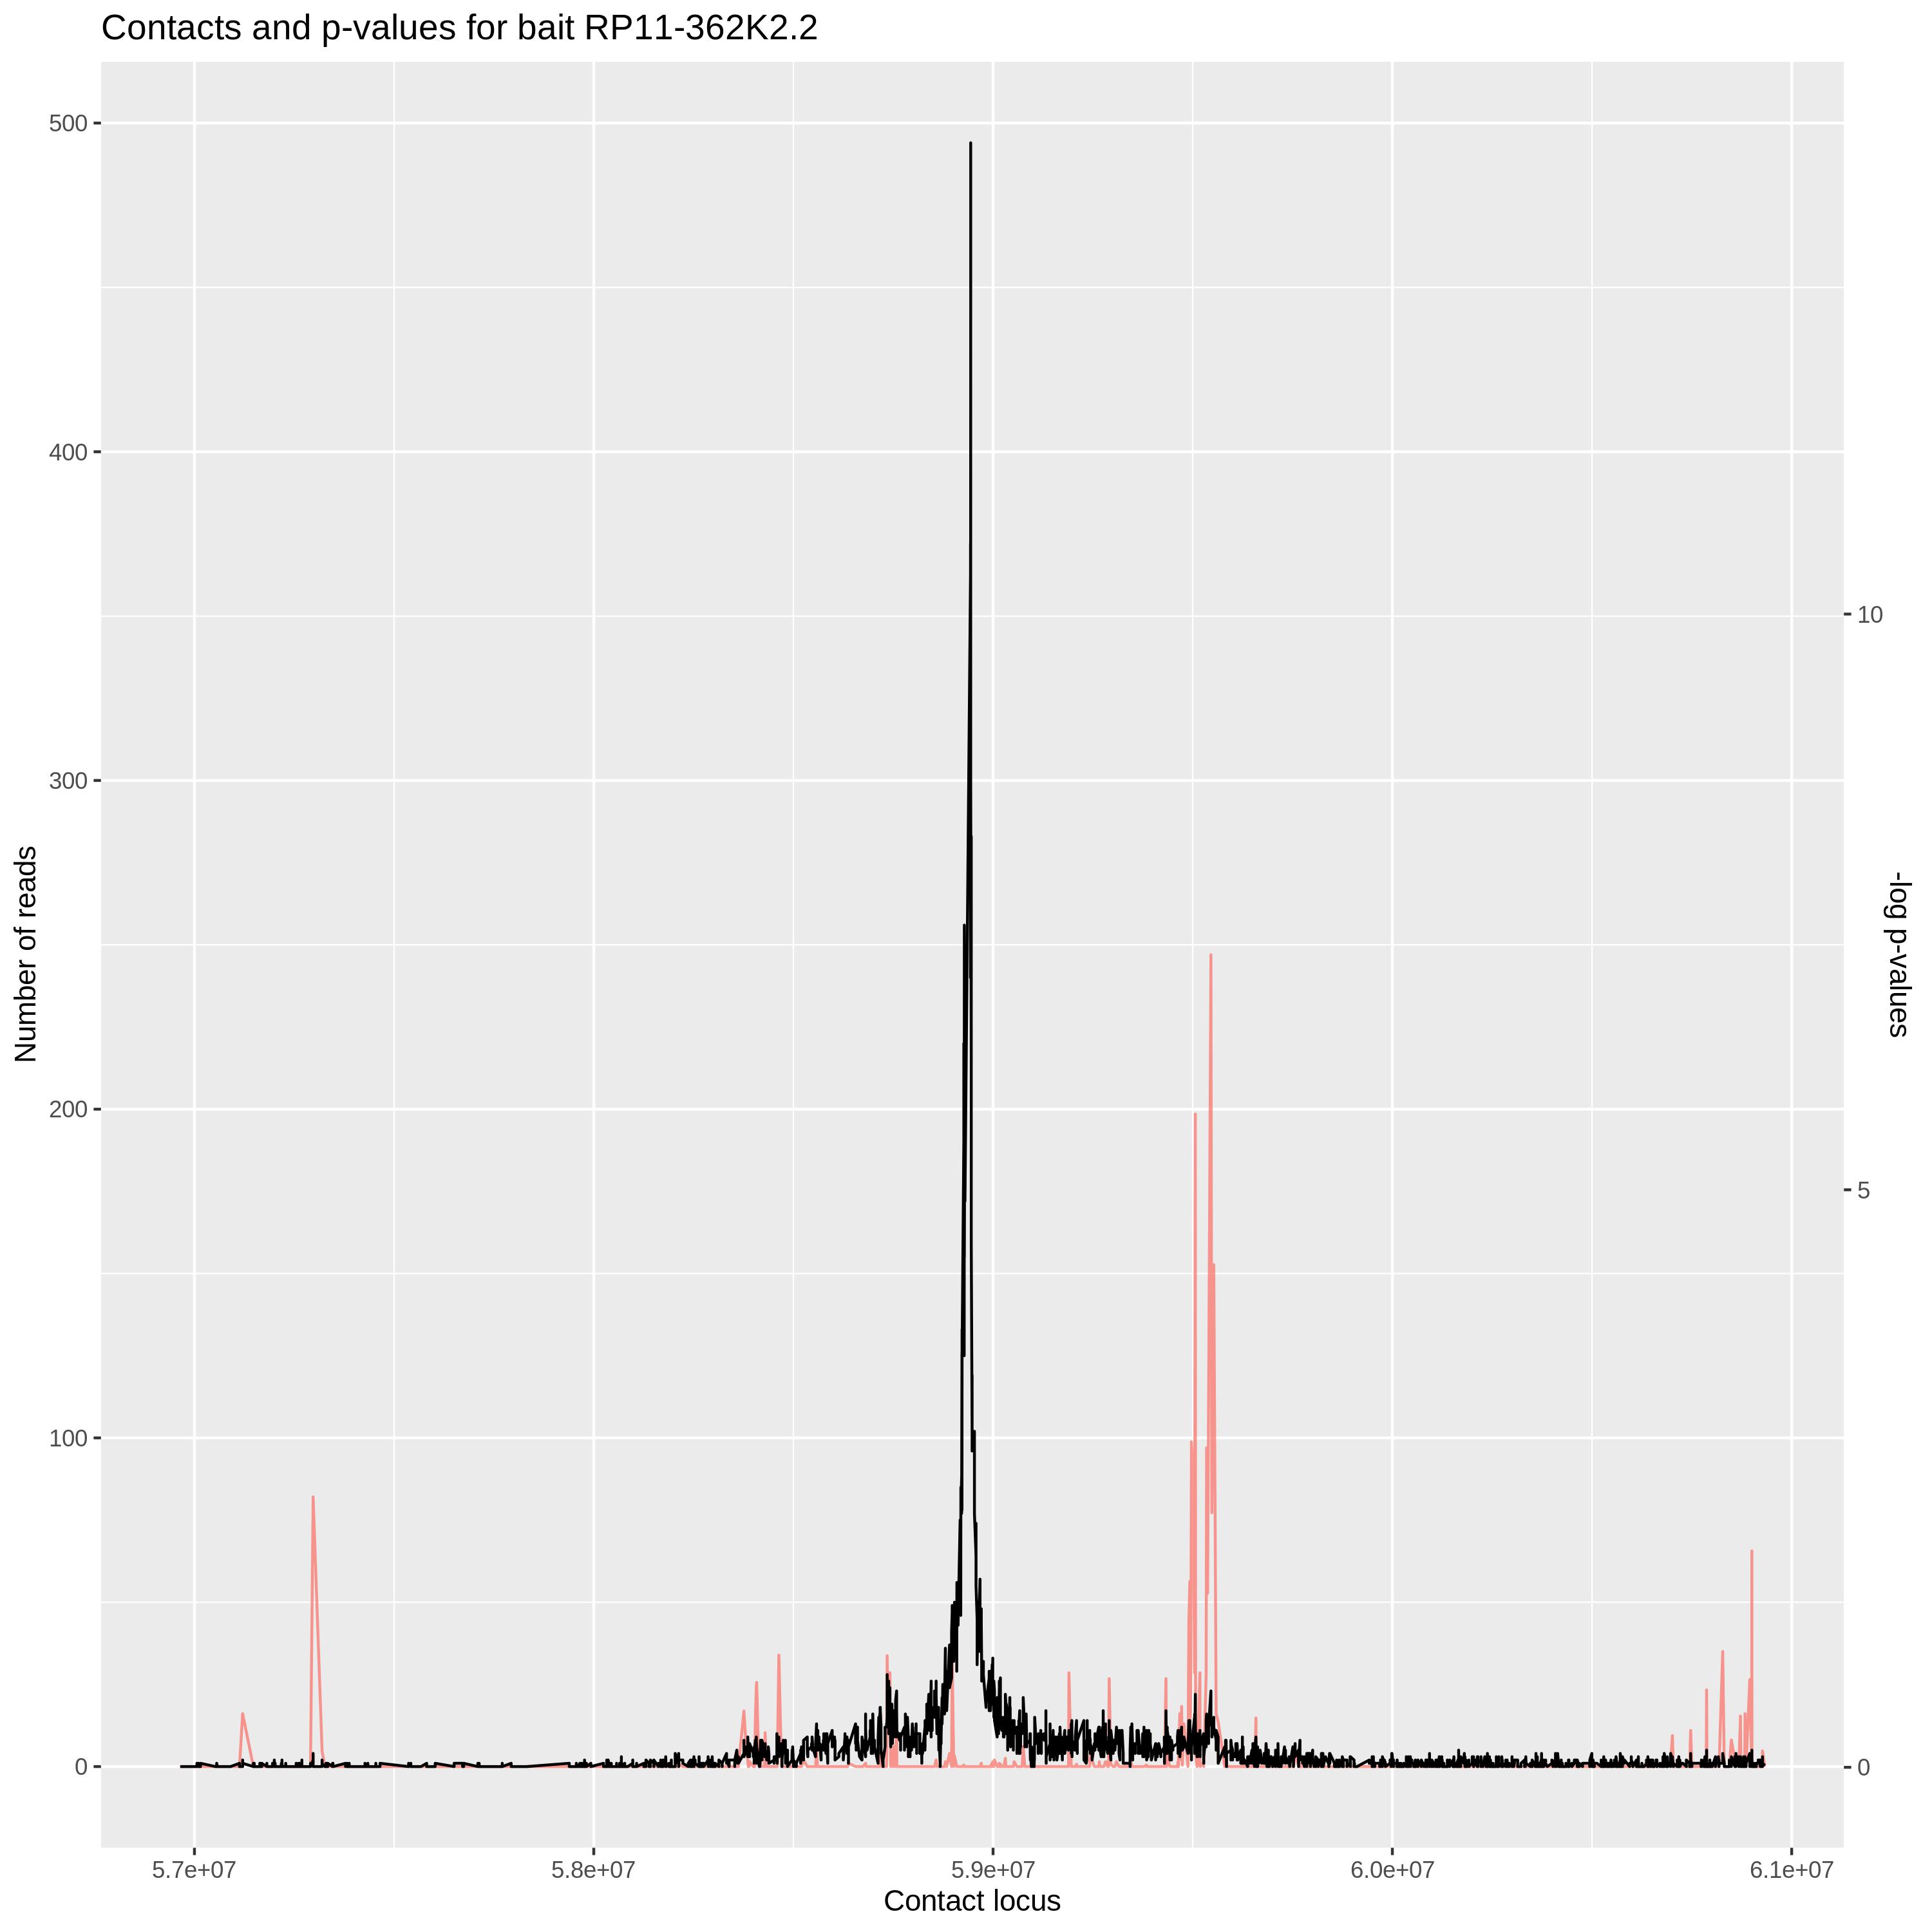 Contacts and p-values for bait RP11-362K2.2
500
400
300
200
100
0
Number of reads
10
5
0
-log p-values
5.7e+07
5.8e+07
5.9e+07
6.0e+07
6.1e+07
Contact locus